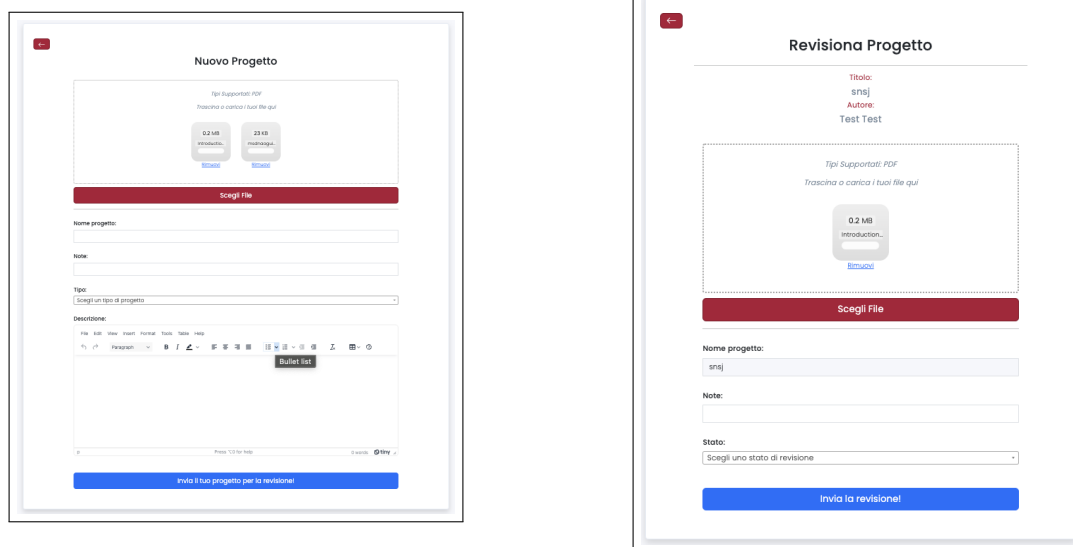 Nuovo Progetto
Tipi Supportati: PDF
Trascina o carica i tuoi file qui
0.2 MB
23 KB
introductio...
Rimuovi
Rimuovi
Scegli File
Nome progetto:
Note:
Tipo:
Scegli un tipo di progetto
Descrizione:
File Edit View Insert Format Tools Table Help
Paragraph
Bullet list
0 words tiny
Invia il tuo progetto per la revisione!
Revisiona Progetto
Titolo:
snsj
Autore:
Test Test
Tipi Supportati: PDF
Trascina o carica i tuoi file qui
0.2 MB
Introduction...
Rimuovi
Scegli File
Nome progetto:
snsj
Note:
Stato:
Scegli uno stato di revisione
Invia la revisione!